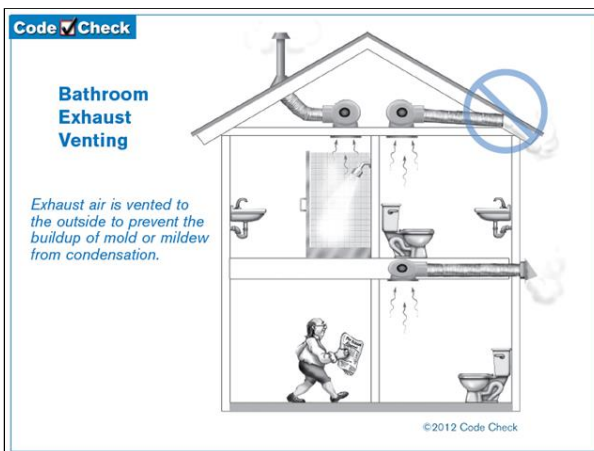 Code Check
Bathroom
Exhaust
Venting
Exhaust air is vented to
the outside to prevent the
buildup of mold or mildew
from condensation.
©2012 Code Check